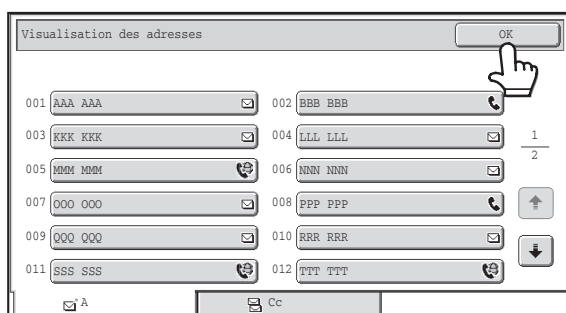 Visualisation des adresses OK
001 AAA AAA 002 BBB BBB
003 KKK KKK 004 LLL LLL
1
005 MMM MMM 006 NNN NNN
2
007 OOO OOO 008 PPP PPP
009 QQQ QQQ 010 RRR RRR
011 SSS SSS 012 TTT TTT
A Cc